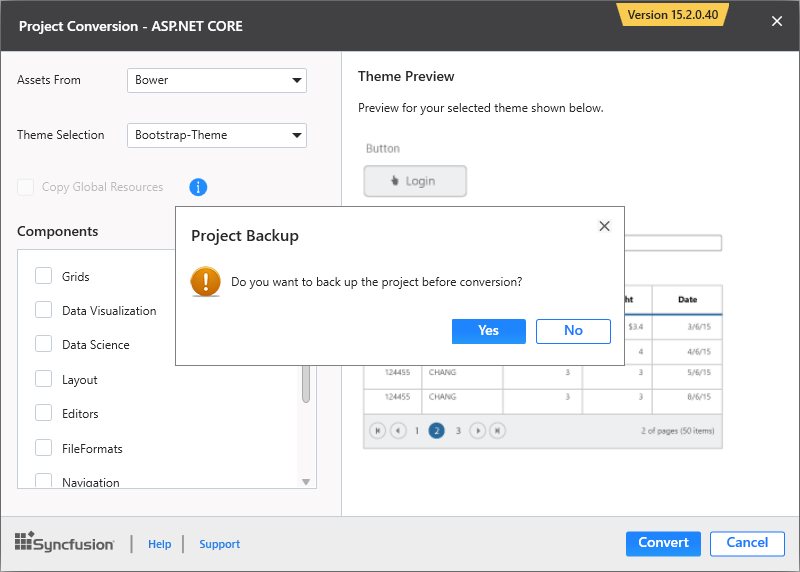 Project Conversion - ASP.NET CORE
Version 15.2.0.40
Assets From
Bower
Theme Selection
Bootstrap-Theme
Copy Global Resources
Components
Grids
Data Visualization
Data Science
Layout
Editors
FileFormats
Navigation
Theme Preview
Preview for your selected theme shown below.
Button
Login
Project Backup
Do you want to back up the project before conversion?
Yes No
ht Date
$3.4 3/6/15
4 4/6/15
124455 CHANG 3 3 5/6/15
124455 CHANG 3 3 8/6/15
1 2 3 2 of pages (50 items)
Syncfusion Help Support
Convert Cancel